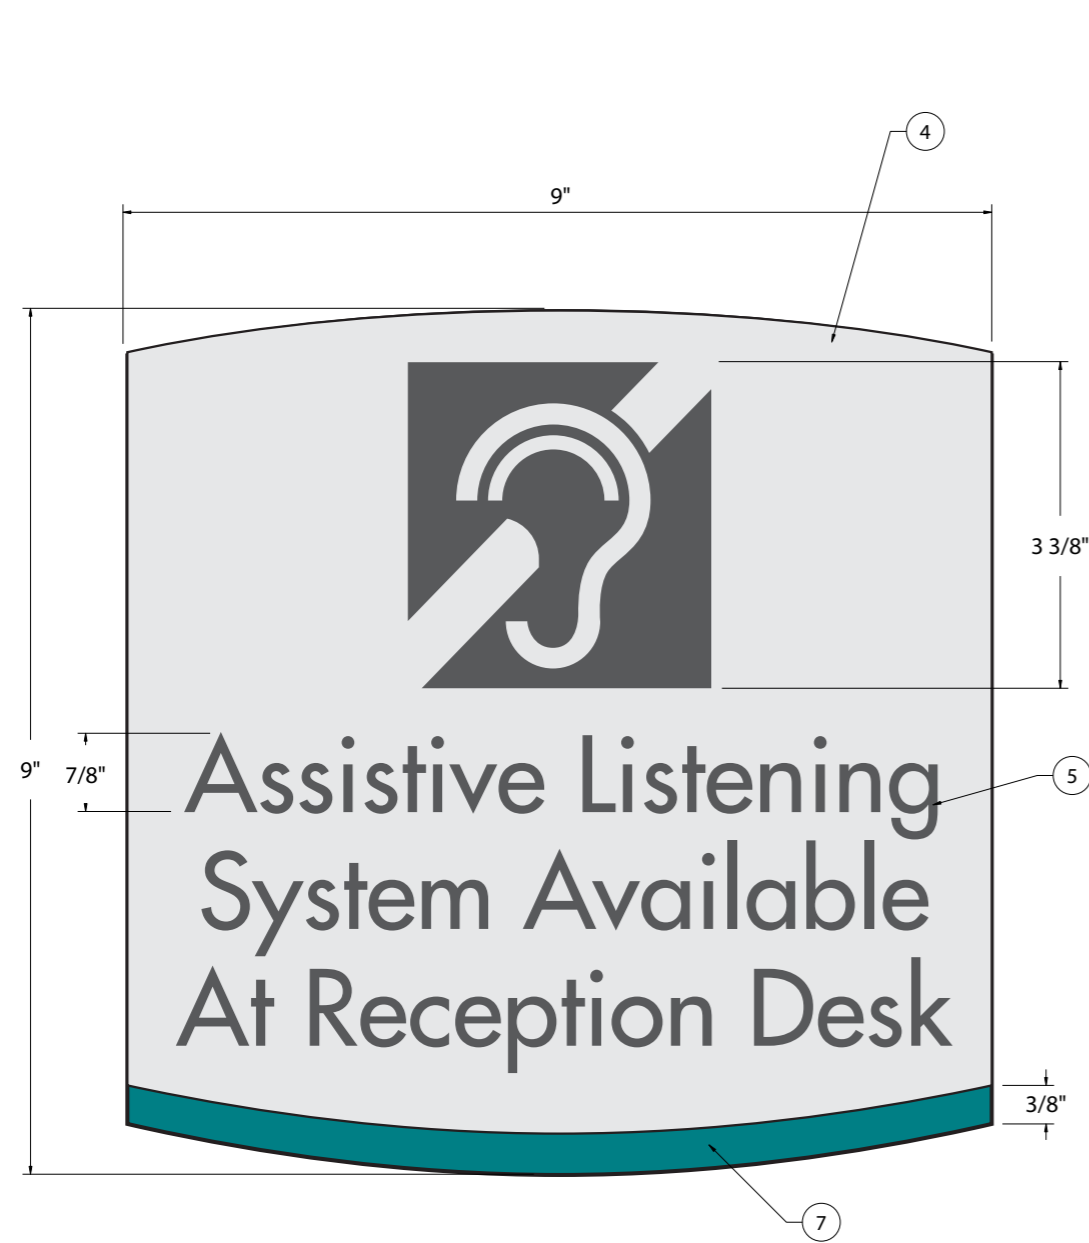 4
9"
3 3/8"
9"
7/8"
Assistive Listening
5
System Available
At Reception Desk
3/8"
7